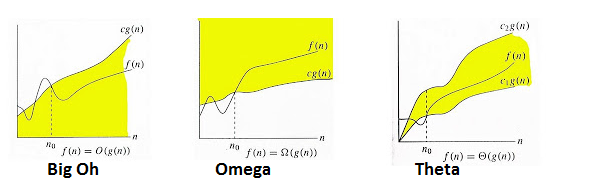 cg(n)
f(n)
n
n₀
f(n) = O(g(n))
Big Oh
f(n)
cg(n)
n
n₀
f(n) = Ω(g(n))
Omega
c₂g(n)
f(n)
c₁g(n)
n
n₀
f(n) = Θ(g(n))
Theta